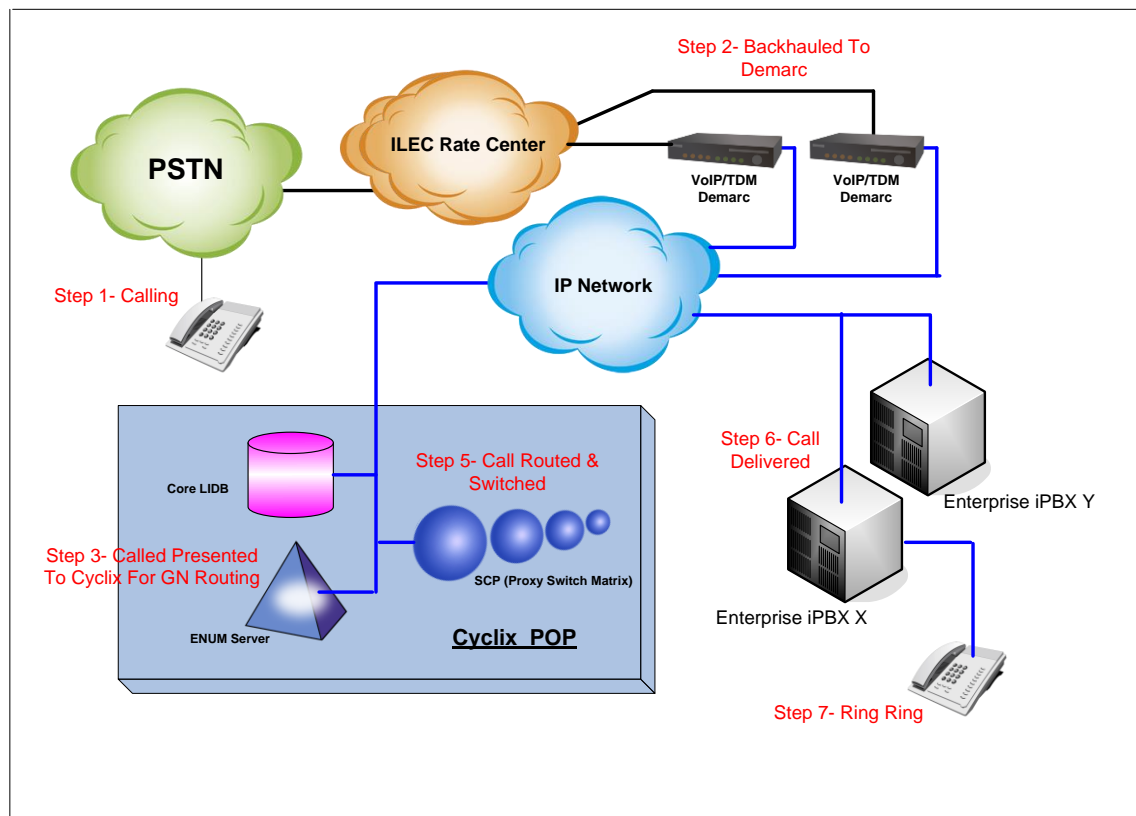 Step 2- Backhauled To
Demarc
ILEC Rate Center
PSTN
VoIP/TDM
Demarc
VoIP/TDM
Demarc
IP Network
Step 1- Calling
Step 5- Call Routed &
Switched
Step 6- Call
Delivered
Core LIDB
Enterprise iPBX Y
Step 3- Called Presented
To Cyclix For GN Routing
SCP (Proxy Switch Matrix)
Enterprise iPBX X
ENUM Server
Cyclix POP
Step 7- Ring Ring